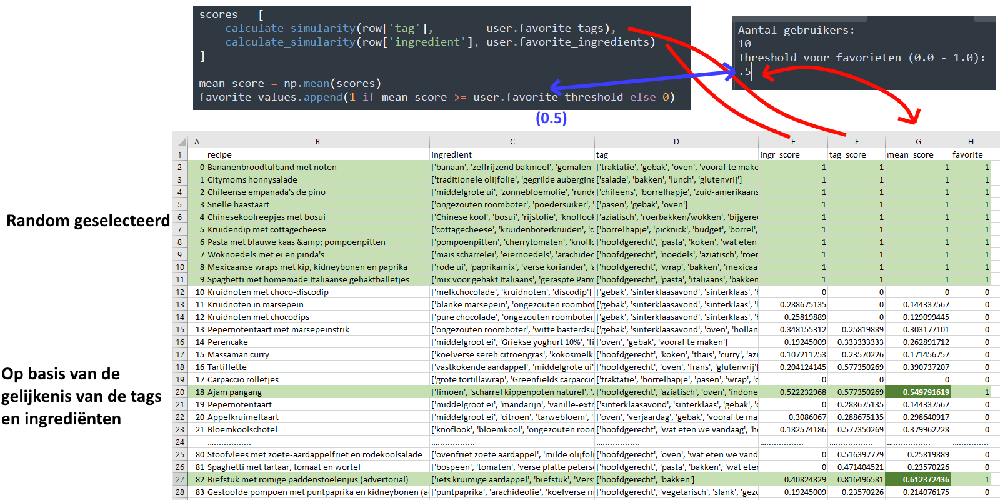 scores = [
calculate_simularity(row['tag'], user.favorite_tags),
calculate_simularity(row['ingredient'], user.favorite_ingredients)
]
mean_score = np.mean(scores)
favorite_values.append(1 if mean_score >= user.favorite_threshold else 0)
Aantal gebruikers:
10
Threshold voor favorieten (0.0 - 1.0):
.5
(0.5)
Random geselecteerd
Op basis van de
gelijkenis van de tags
en ingrediënten
A B C D E F G H
1 recipe ingredient tag ingr_score tag_score mean_score favorite
2 0 Bananenbroodtulband met noten ['banaan', 'zelfrijzend bakmeel', 'gemalen ['traktatie', 'gebak', 'oven', 'vooraf te make 1 1 1 1
3 1 Citymoms honnysalade ['traditionele olijfolie', 'gegrilde aubergine ['salade', 'bakken', 'lunch', 'glutenvrij'] 1 1 1 1
4 2 Chileense empanada's de pino ['middelgrote ui', 'zonnebloemolie', 'runde ['chileens', 'borrelhapje', 'zuid-amerikaans 1 1 1 1
5 3 Snelle haastaart ['ongezouten roomboter', 'poedersuiker', ' ['pasen', 'gebak', 'oven'] 1 1 1 1
6 4 Chinesekoolreepjes met bosui ['Chinese kool', 'bosui', 'rijstolie', 'knoflook ['aziatisch', 'roerbakken/wokken', 'bijgerec 1 1 1 1
7 5 Kruidendip met cottagecheese ['cottagecheese', 'kruidenboterkruiden', 'c ['borrelhapje', 'picknick', 'budget', 'borrel', 1 1 1 1
8 6 Pasta met blauwe kaas &amp; pompoenpitten ['pompoenpitten', 'cherrytomaten', 'knoflo ['hoofdgerecht', 'pasta', 'koken', 'wat eten 1 1 1 1
9 7 Woknoedels met ei en pinda's ['mais scharrelei', 'eiernoedels', 'arachidec ['hoofdgerecht', 'noedels', 'aziatisch', 'roer 1 1 1 1
10 8 Mexicaanse wraps met kip, kidneybonen en paprika ['rode ui', 'paprikamix', 'verse koriander', 'a ['hoofdgerecht', 'wrap', 'bakken', 'mexicaa 1 1 1 1
11 9 Spaghetti met homemade Italiaanse gehaktballetjes ['mix voor gehakt Italiaans', 'geraspte Parm ['hoofdgerecht', 'pasta', 'italiaans', 'bakken 1 1 1 1
12 10 Kruidnoten met choco-discodip ['melkchocolade', 'kruidnoten', 'discodip'] ['gebak', 'sinterklaasavond', 'sinterklaas', 'h 0 0 0 0
13 11 Kruidnoten in marsepein ['blanke marsepein', 'ongezouten roombot ['gebak', 'sinterklaasavond', 'sinterklaas', 'h 0.288675135 0 0.144337567 0
14 12 Kruidnoten met chocodips ['pure chocolade', 'ongezouten roomboter ['gebak', 'sinterklaasavond', 'sinterklaas', 'h 0.25819889 0 0.129099445 0
15 13 Pepernotentaart met marsepeinstrik ['ongezouten roomboter', 'witte basterdsu ['gebak', 'sinterklaasavond', 'oven', 'hollan 0.348155312 0.25819889 0.303177101 0
16 14 Perencake ['middelgroot ei', 'Griekse yoghurt 10%', 'fi ['oven', 'gebak', 'vooraf te maken'] 0.19245009 0.333333333 0.262891712 0
17 15 Massaman curry ['koelverse sereh citroengras', 'kokosmelk' ['hoofdgerecht', 'koken', 'thais', 'curry', 'azi 0.107211253 0.23570226 0.171456757 0
18 16 Tartiflette ['vastkokende aardappel', 'middelgrote ui' ['hoofdgerecht', 'oven', 'frans', 'glutenvrij'] 0.204124145 0.577350269 0.390737207 0
19 17 Carpaccio rolletjes ['grote tortillawrap', 'Greenfields carpaccio ['traktatie', 'borrelhapje', 'pasen', 'wrap', 'c 0 0 0 0
20 18 Ajam pangang ['limoen', 'scharrel kippenpoten naturel', 'z ['hoofdgerecht', 'aziatisch', 'oven', 'indone 0.522232968 0.577350269 0.549791619 1
21 19 Pepernotentaart ['middelgroot ei', 'mandarijn', 'vanille-extr ['sinterklaasavond', 'sinterklaas', 'gebak', 'c 0 0.288675135 0.144337567 0
22 20 Appelkruimeltaart ['middelgroot ei', 'citroen', 'tarwebloem', ' ['oven', 'verjaardag', 'gebak', 'vooraf te ma 0.3086067 0.288675135 0.298640917 0
23 21 Bloemkoolschotel ['knoflook', 'bloemkool', 'ongezouten roon ['hoofdgerecht', 'wat eten we vandaag', 'he 0.182574186 0.577350269 0.379962228 0
24 .................. .................. .................. .................. .................. .................. ...............
25 80 Stoofvlees met zoete-aardappelfriet en rodekoolsalade ['ovenfriet zoete aardappel', 'milde olijfoli ['hoofdgerecht', 'oven', 'wat eten we vand 0 0.516397779 0.25819889 0
26 81 Spaghetti met tartaar, tomaat en wortel ['bospeen', 'tomaten', 'verse platte peterse ['hoofdgerecht', 'pasta', 'bakken', 'wat eter 0 0.471404521 0.23570226 0
27 82 Biefstuk met romige paddenstoelenjus (advertorial) ['iets kruimige aardappel', 'biefstuk', 'Verst ['hoofdgerecht', 'bakken'] 0.40824829 0.816496581 0.612372436 1
28 83 Gestoofde pompoen met puntpaprika en kidneybonen (a ['puntpaprika', 'arachideolie', 'koelverse m ['hoofdgerecht', 'vegetarisch', 'slank', 'gezo 0.19245009 0.23570226 0.214076175 0